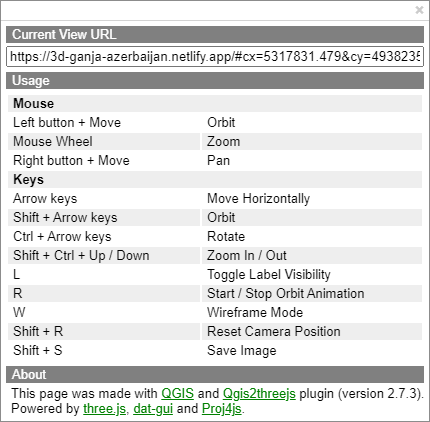 Current View URL
https://3d-ganja-azerbaijan.netlify.app/#cx=5317831.479&cy=4938235
Usage
Mouse
Left button + Move Orbit
Mouse Wheel Zoom
Right button + Move Pan
Keys
Arrow keys Move Horizontally
Shift + Arrow keys Orbit
Ctrl + Arrow keys Rotate
Shift + Ctrl + Up / Down Zoom In / Out
L Toggle Label Visibility
R Start / Stop Orbit Animation
W Wireframe Mode
Shift + R Reset Camera Position
Shift + S Save Image
About
This page was made with QGIS and Qgis2threejs plugin (version 2.7.3).
Powered by three.js, dat-gui and Proj4js.